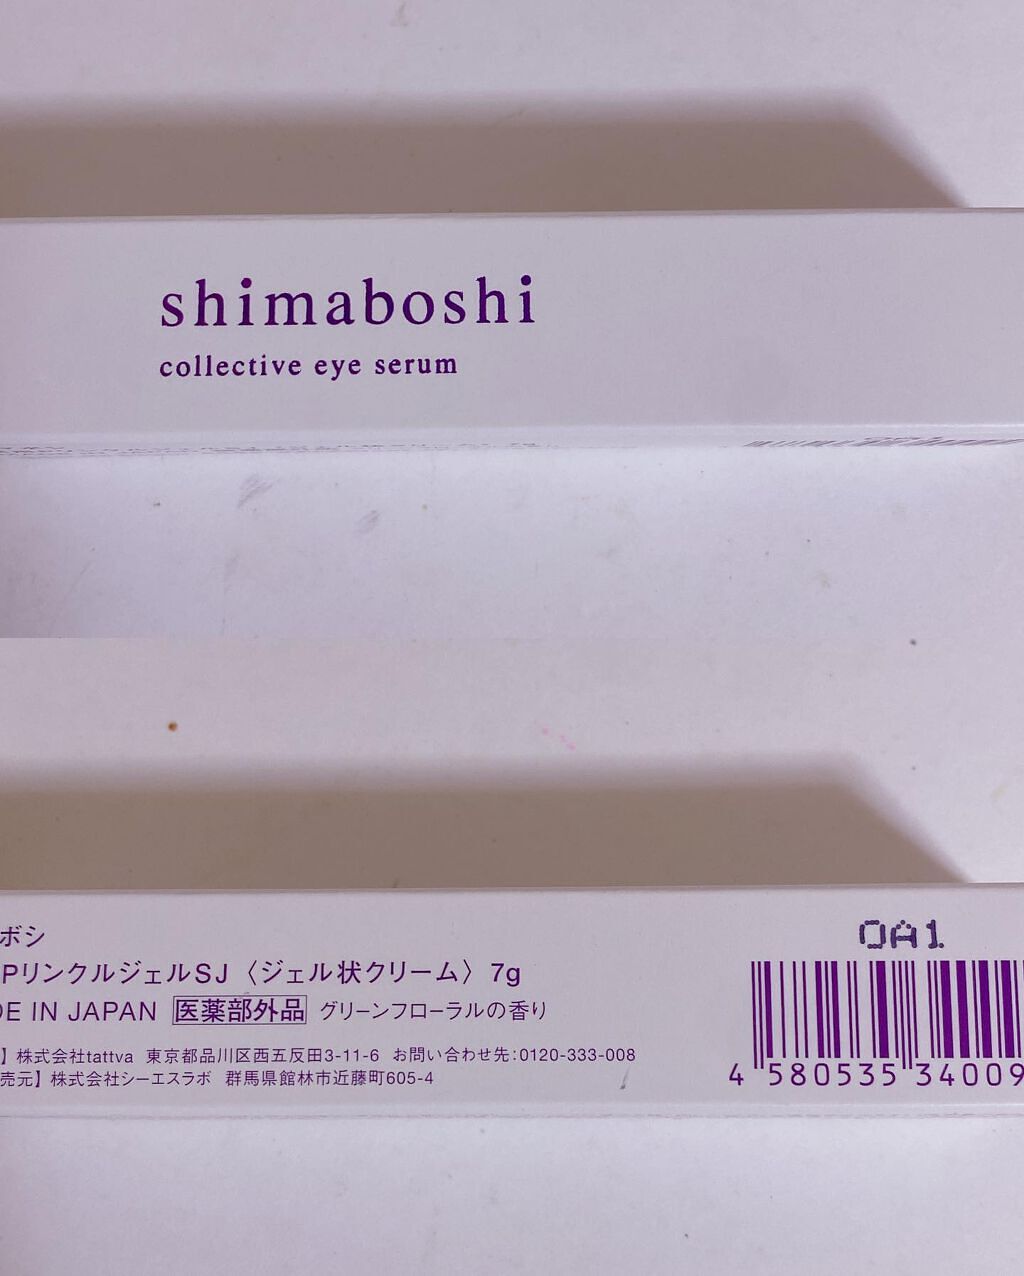 shimaboshi
collective eye serum
ボシ
PリンクルジェルSJ〈ジェル状クリーム〉7g
DE IN JAPAN 医薬部外品 グリーンフローラルの香り
】株式会社tattva 東京都品川区西五反田3-11-6 お問い合わせ先:0120-333-008
売元】株式会社シーエスラボ 群馬県館林市近藤町605-4
0A1
4 580535 34009